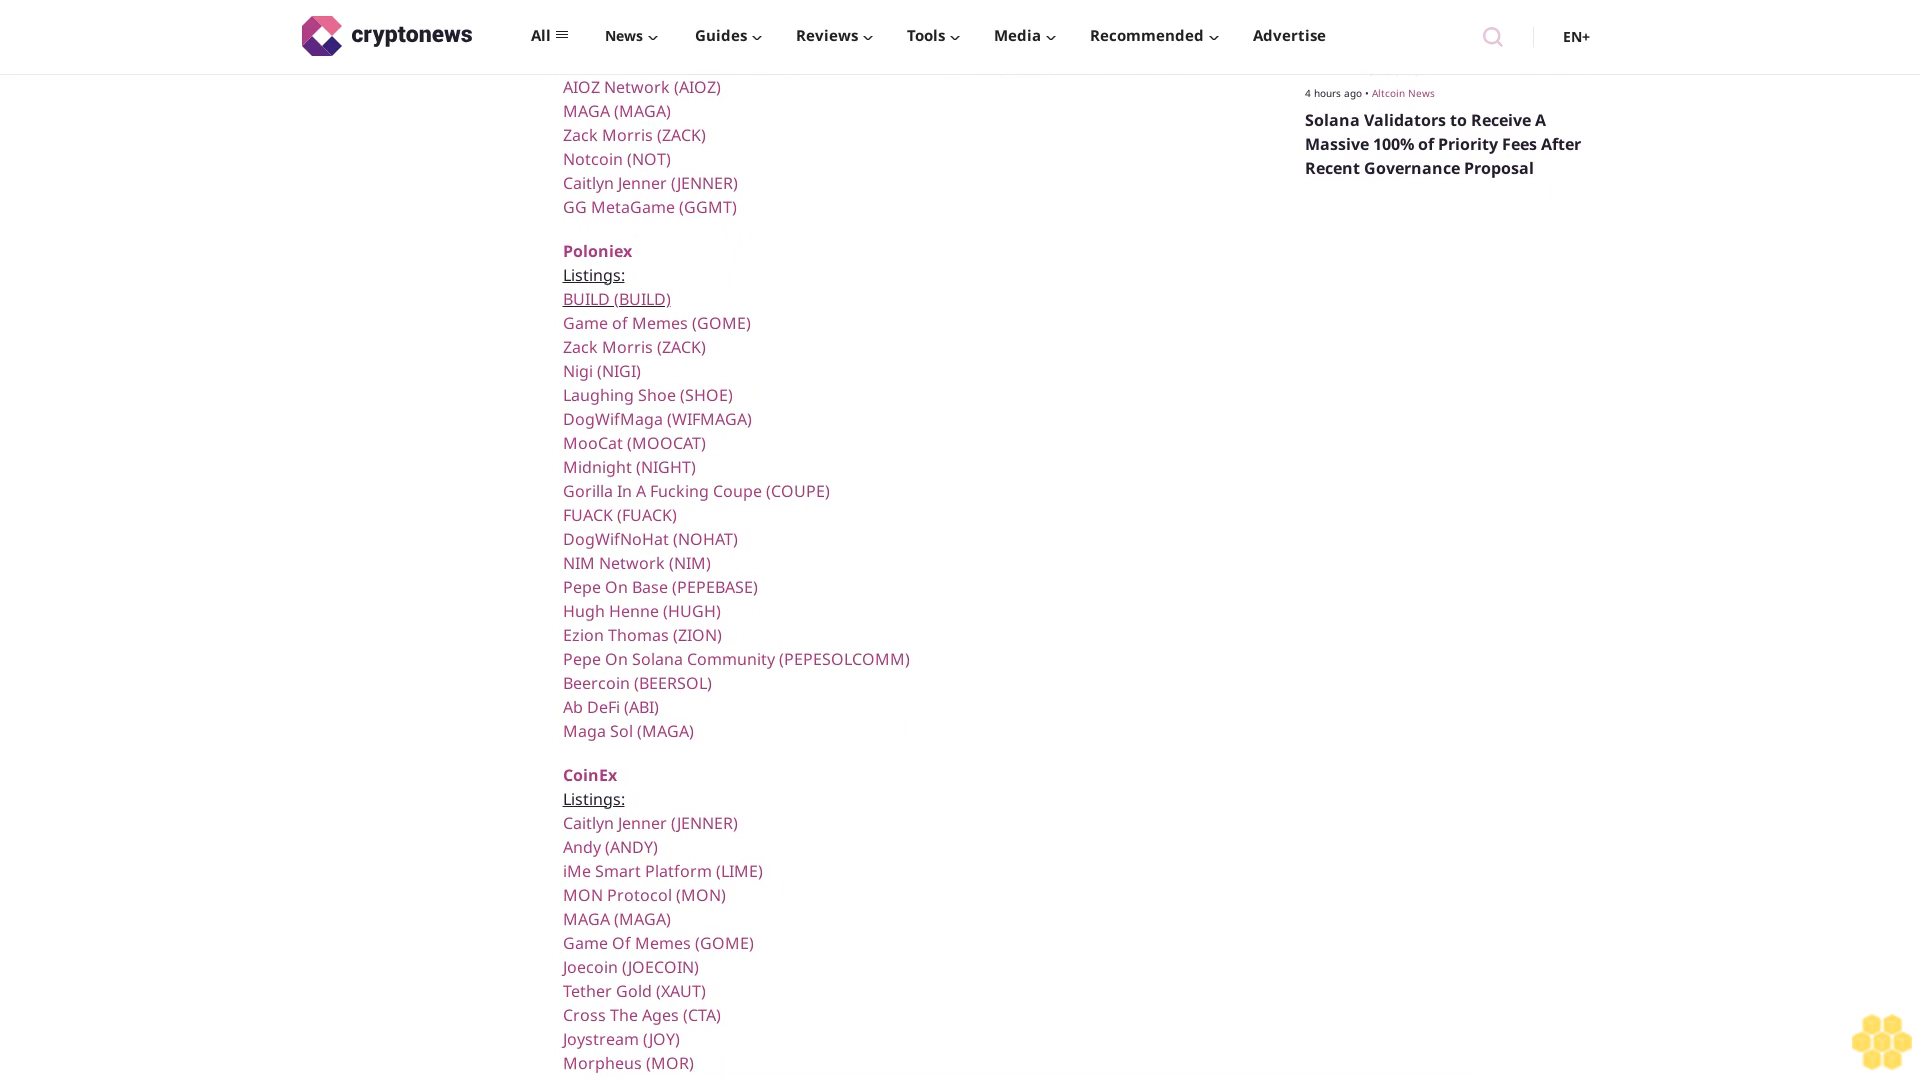 cryptonews
All
News
Guides
Reviews
Tools
Media
Recommended
Advertise
EN+
AIOZ Network (AIOZ)
MAGA (MAGA)
Zack Morris (ZACK)
Notcoin (NOT)
Caitlyn Jenner (JENNER)
GG MetaGame (GGMT)
Poloniex
Listings:
BUILD (BUILD)
Game of Memes (GOME)
Zack Morris (ZACK)
Nigi (NIGI)
Laughing Shoe (SHOE)
DogWifMaga (WIFMAGA)
MooCat (MOOCAT)
Midnight (NIGHT)
Gorilla In A Fucking Coupe (COUPE)
FUACK (FUACK)
DogWifNoHat (NOHAT)
NIM Network (NIM)
Pepe On Base (PEPEBASE)
Hugh Henne (HUGH)
Ezion Thomas (ZION)
Pepe On Solana Community (PEPESOLCOMM)
Beercoin (BEERSOL)
Ab DeFi (ABI)
Maga Sol (MAGA)
CoinEx
Listings:
Caitlyn Jenner (JENNER)
Andy (ANDY)
iMe Smart Platform (LIME)
MON Protocol (MON)
MAGA (MAGA)
Game Of Memes (GOME)
Joecoin (JOECOIN)
Tether Gold (XAUT)
Cross The Ages (CTA)
Joystream (JOY)
Morpheus (MOR)
4 hours ago • Altcoin News
Solana Validators to Receive A
Massive 100% of Priority Fees After
Recent Governance Proposal